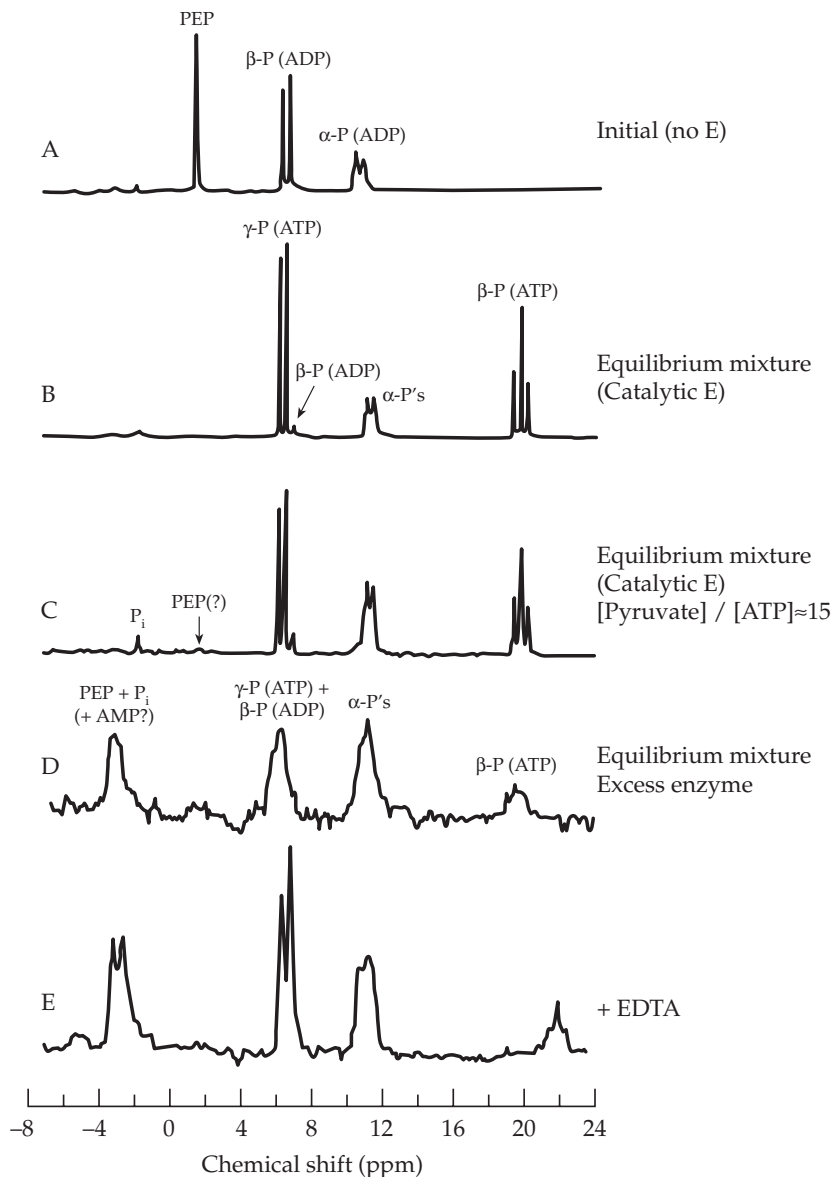 PEP
β-P (ADP)
α-P (ADP)
A
Initial (no E)
γ-P (ATP)
β-P (ATP)
β-P (ADP)
α-P's
B
Equilibrium mixture
(Catalytic E)
C
P_i
PEP(?)
Equilibrium mixture
(Catalytic E)
[Pyruvate] / [ATP]≈15
D
PEP + P_i
(+ AMP?)
γ-P (ATP) +
β-P (ADP)
α-P's
β-P (ATP)
Equilibrium mixture
Excess enzyme
E
+ EDTA
−8 −4 0 4 8 12 16 20 24
Chemical shift (ppm)